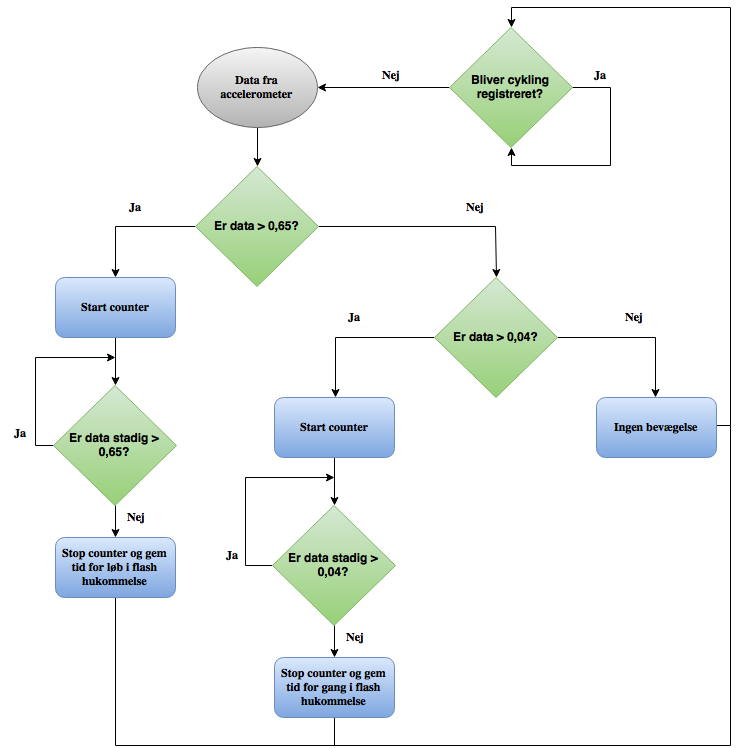 Bliver cykling
registreret?
Ja
Nej
Data fra
accelerometer
Er data > 0,65?
Ja
Nej
Start counter
Er data > 0,04?
Ja
Nej
Er data stadig >
0,65?
Ja
Nej
Start counter
Ingen bevægelse
Stop counter og gem
tid for løb i flash
hukommelse
Er data stadig >
0,04?
Ja
Nej
Stop counter og gem
tid for gang i flash
hukommelse